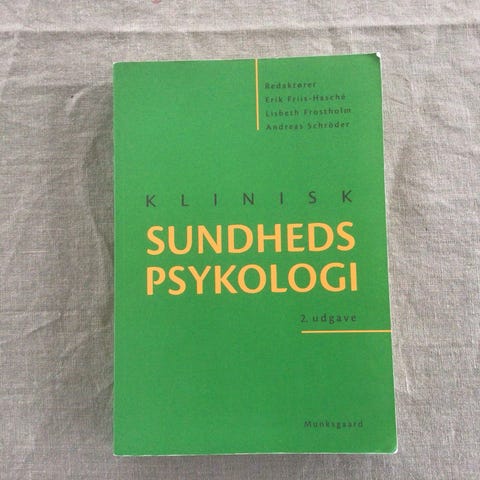 Redaktører
Erik Friis-Hasché
Lisbeth Frostholm
Andreas Schröder
KLINISK
SUNDHEDS
PSYKOLOGI
2. udgave
Munksgaard